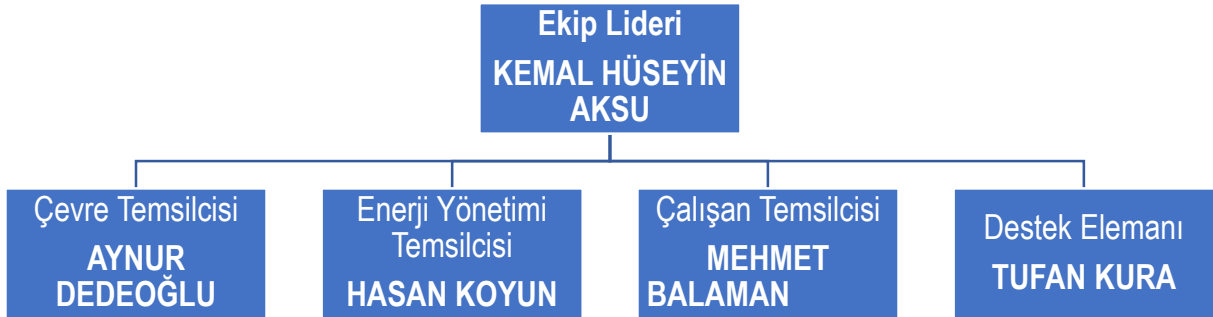 Ekip Lideri
KEMAL HÜSEYİN
AKSU
Çevre Temsilcisi
AYNUR
DEDEOĞLU
Enerji Yönetimi
Temsilcisi
HASAN KOYUN
Çalışan Temsilcisi
MEHMET
BALAMAN
Destek Elemanı
TUFAN KURA